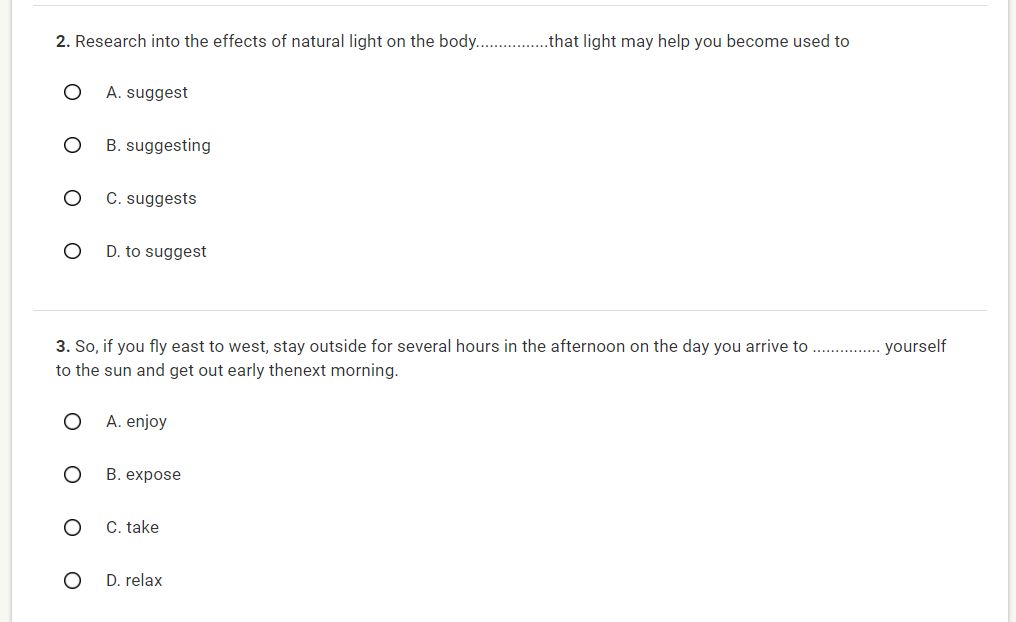 2. Research into the effects of natural light on the body................that light may help you become used to
A. suggest
B. suggesting
C. suggests
D. to suggest
3. So, if you fly east to west, stay outside for several hours in the afternoon on the day you arrive to ............... yourself
to the sun and get out early thenext morning.
A. enjoy
B. expose
C. take
D. relax